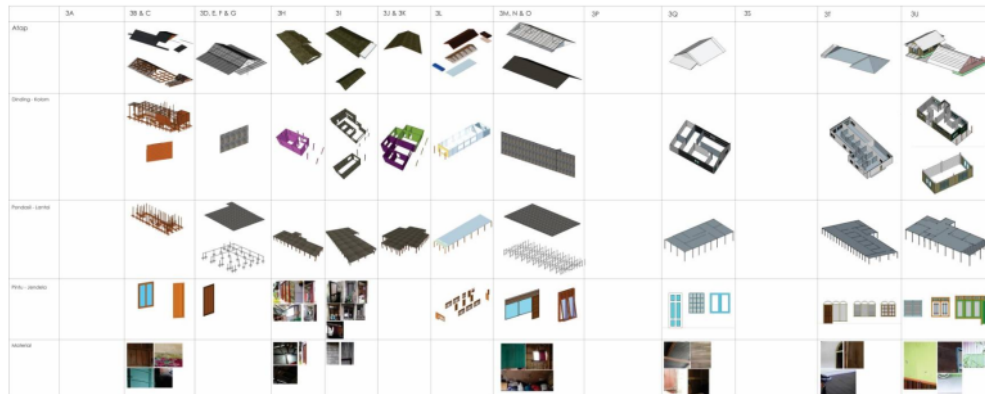 3A 3B & C 3D, E, F & G 3H 3I 3J & 3K 3L 3M, N & O 3P 3Q 3S 3T 3U
Atap
Dinding - Kolom
Pondasi - Lantai
Pintu - Jendela
Material